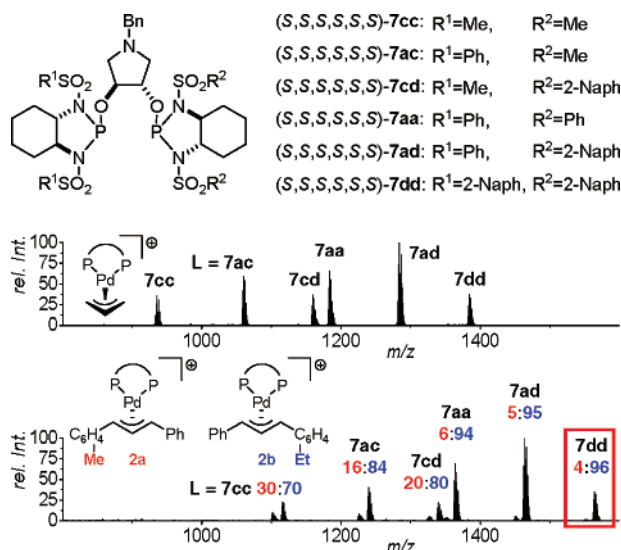 Bn
N
(S,S,S,S,S,S)-7cc: R¹=Me, R²=Me
(S,S,S,S,S,S)-7ac: R¹=Ph, R²=Me
(S,S,S,S,S,S)-7cd: R¹=Me, R²=2-Naph
(S,S,S,S,S,S)-7aa: R¹=Ph, R²=Ph
(S,S,S,S,S,S)-7ad: R¹=Ph, R²=2-Naph
(S,S,S,S,S,S)-7dd: R¹=2-Naph, R²=2-Naph
R¹SO₂ SO₂R²
N O O N
P P
N N
R¹SO₂ SO₂R²
rel. Int.
100
75
50
25
0
P P
Pd
⊕
7cc
L = 7ac
7cd
7aa
7ad
7dd
1000 1200 1400
m/z
rel. Int.
100
75
50
25
0
P P
Pd
⊕
C₆H₄ Ph
Me 2a
P P
Pd
⊕
Ph C₆H₄
2b Et
L = 7cc 30:70
7ac
16:84
7cd
20:80
7aa
6:94
7ad
5:95
7dd
4:96
1000 1200 1400
m/z